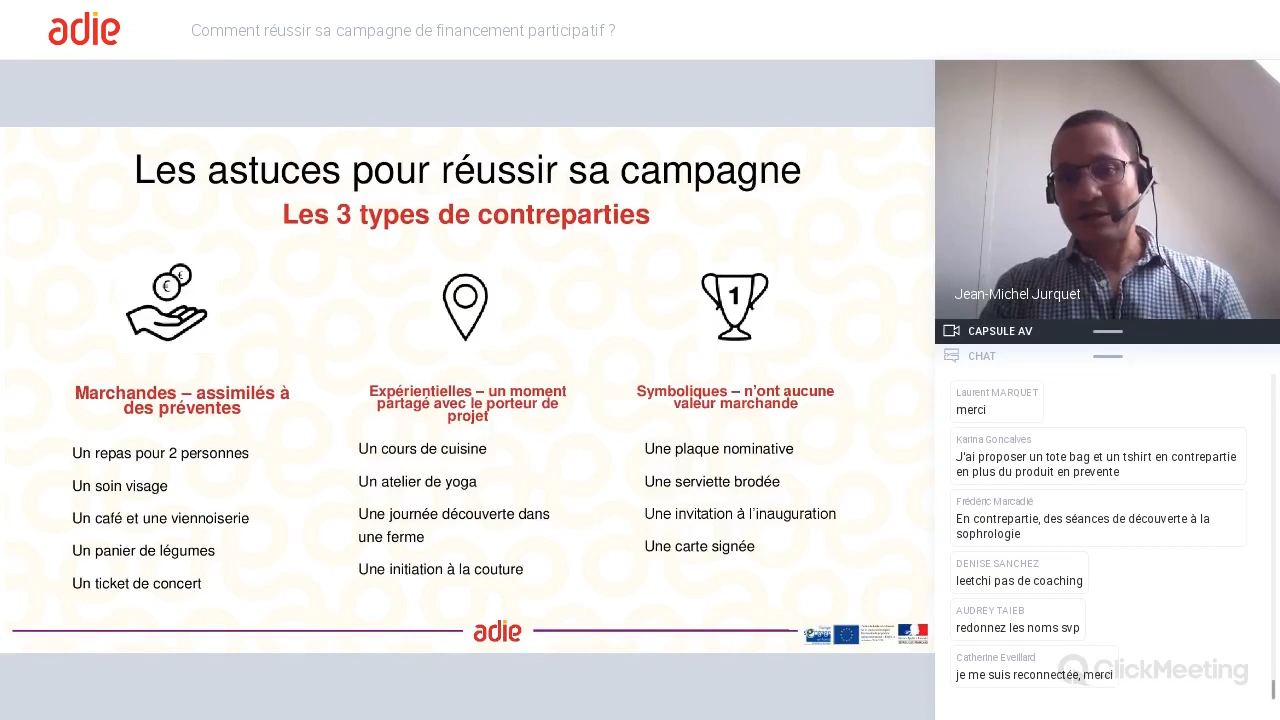 adie
Comment réussir sa campagne de financement participatif ?
Les astuces pour réussir sa campagne
Les 3 types de contreparties
€ €
1
Marchandes – assimilés à
des préventes
Un repas pour 2 personnes
Un soin visage
Un café et une viennoiserie
Un panier de légumes
Un ticket de concert
Expérientielles – un moment
partagé avec le porteur de
projet
Un cours de cuisine
Un atelier de yoga
Une journée découverte dans
une ferme
Une initiation à la couture
Symboliques – n'ont aucune
valeur marchande
Une plaque nominative
Une serviette brodée
Une invitation à l'inauguration
Une carte signée
adie
Jean-Michel Jurquet
CAPSULE AV
CHAT
Laurent MARQUET
merci
Karina Goncalves
J'ai proposer un tote bag et un tshirt en contrepartie
en plus du produit en prevente
Frédéric Marcadié
En contrepartie, des séances de découverte à la
sophrologie
DENISE SANCHEZ
leetchi pas de coaching
AUDREY TAIEB
redonnez les noms svp
Catherine Eveillard
je me suis reconnectée, merci
ClickMeeting